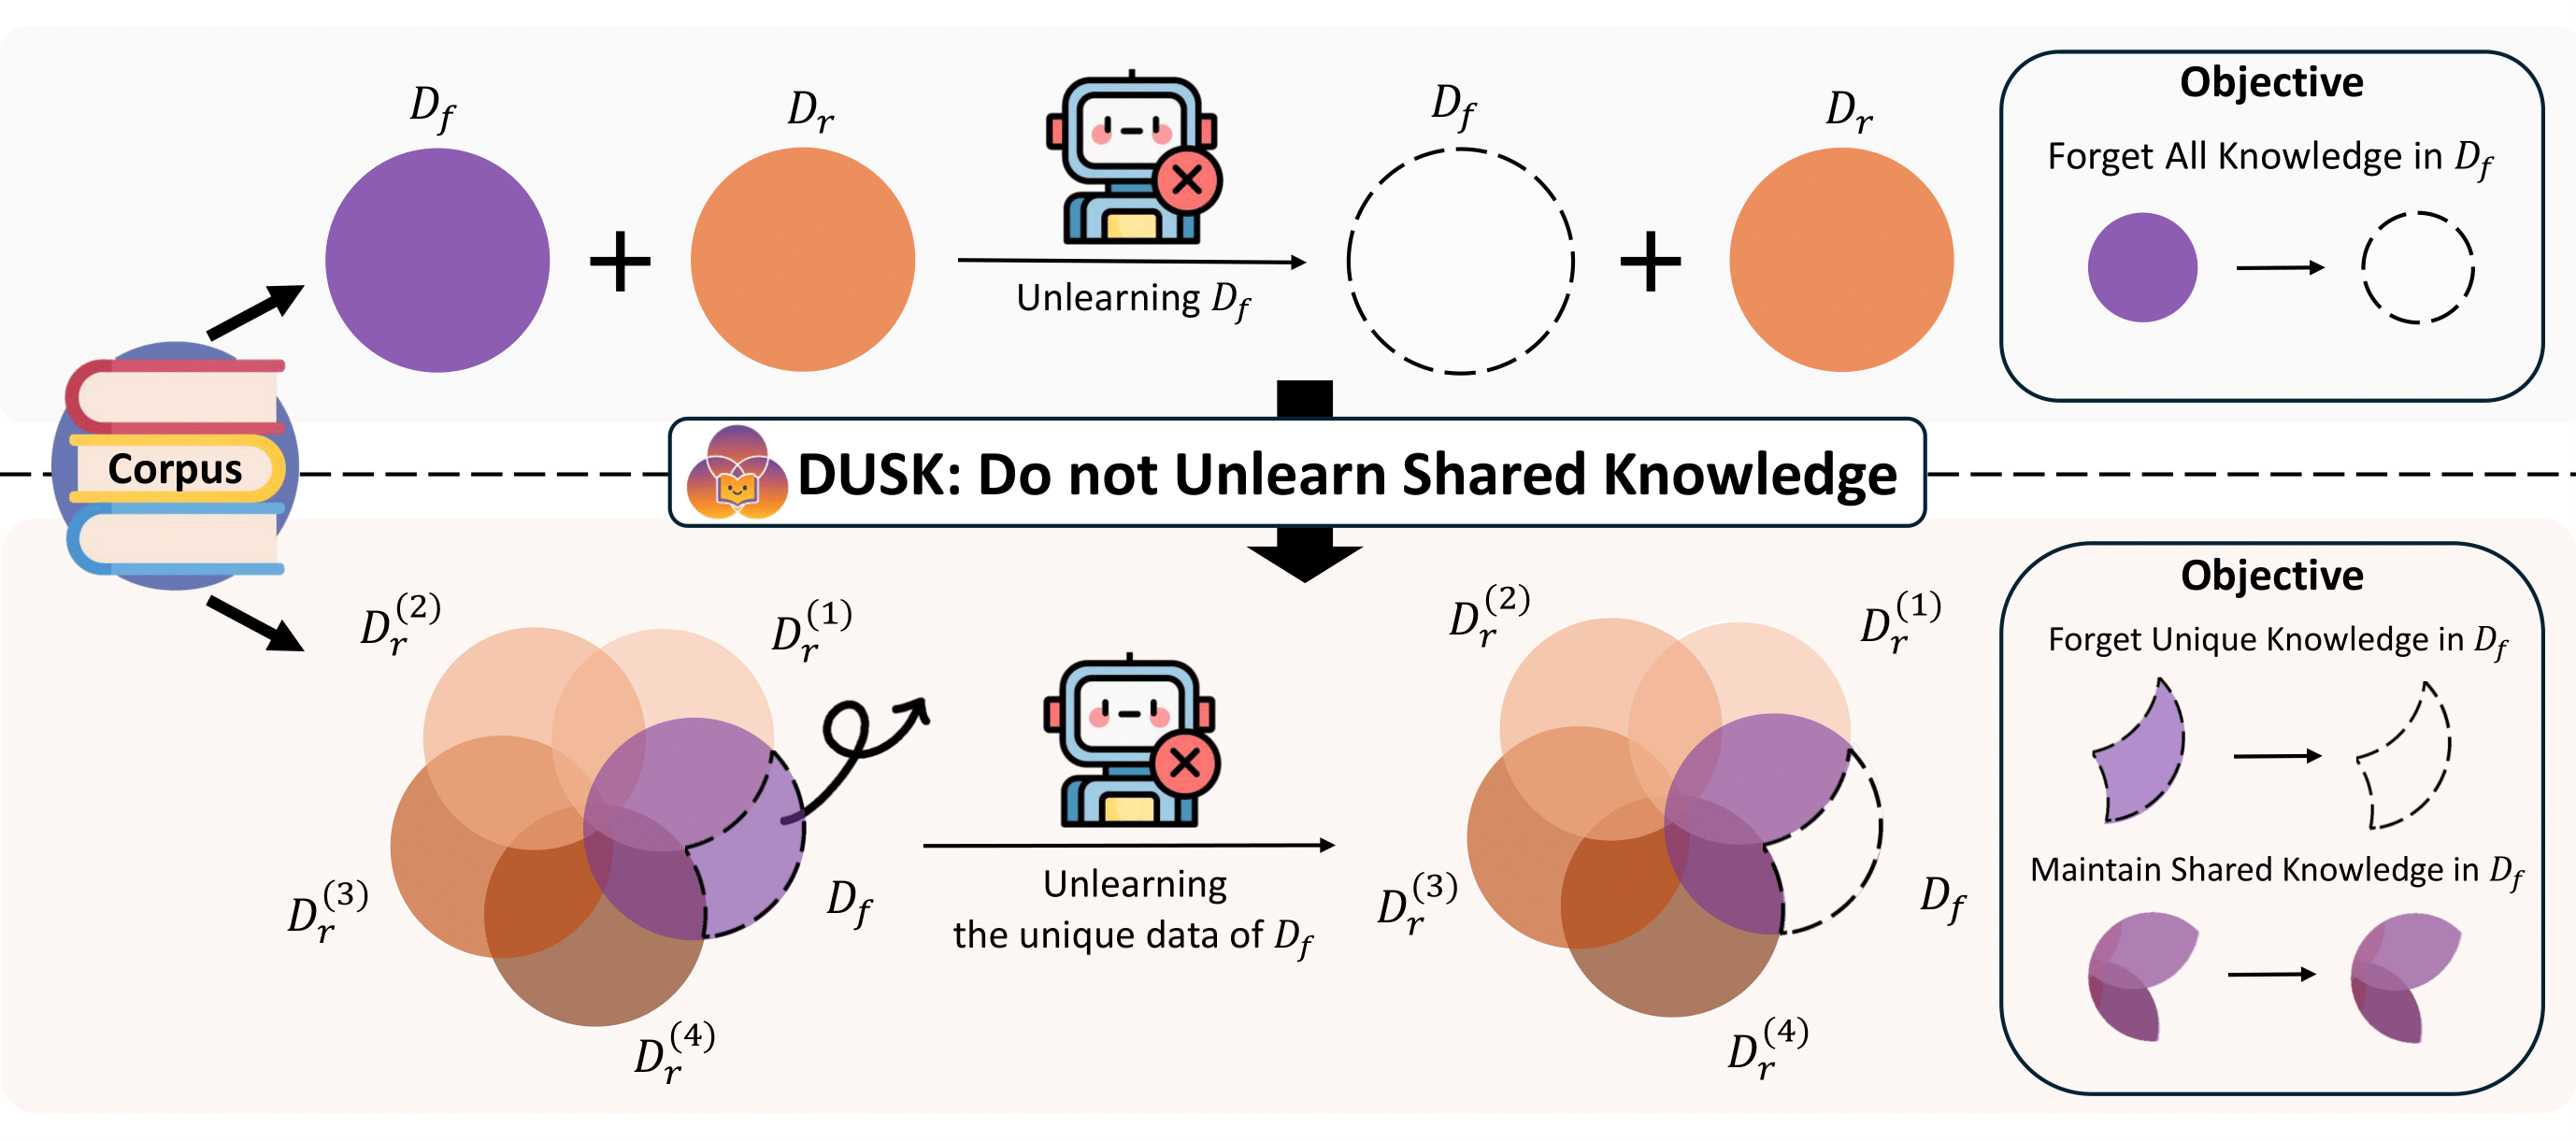 D_f
D_r
Unlearning D_f
D_f
D_r
Objective
Forget All Knowledge in D_f
Corpus
DUSK: Do not Unlearn Shared Knowledge
D_r^(2)
D_r^(1)
D_r^(3)
D_r^(4)
D_f
Unlearning
the unique data of D_f
D_r^(2)
D_r^(1)
D_r^(3)
D_r^(4)
D_f
Objective
Forget Unique Knowledge in D_f
Maintain Shared Knowledge in D_f